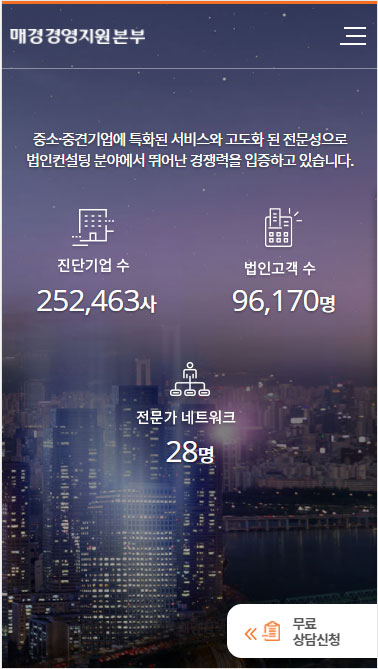 매경경영지원본부
중소·중견기업에 특화된 서비스와 고도화 된 전문성으로
법인컨설팅 분야에서 뛰어난 경쟁력을 입증하고 있습니다.
진단기업 수
252,463사
법인고객 수
96,170명
전문가 네트워크
28명
무료
상담신청